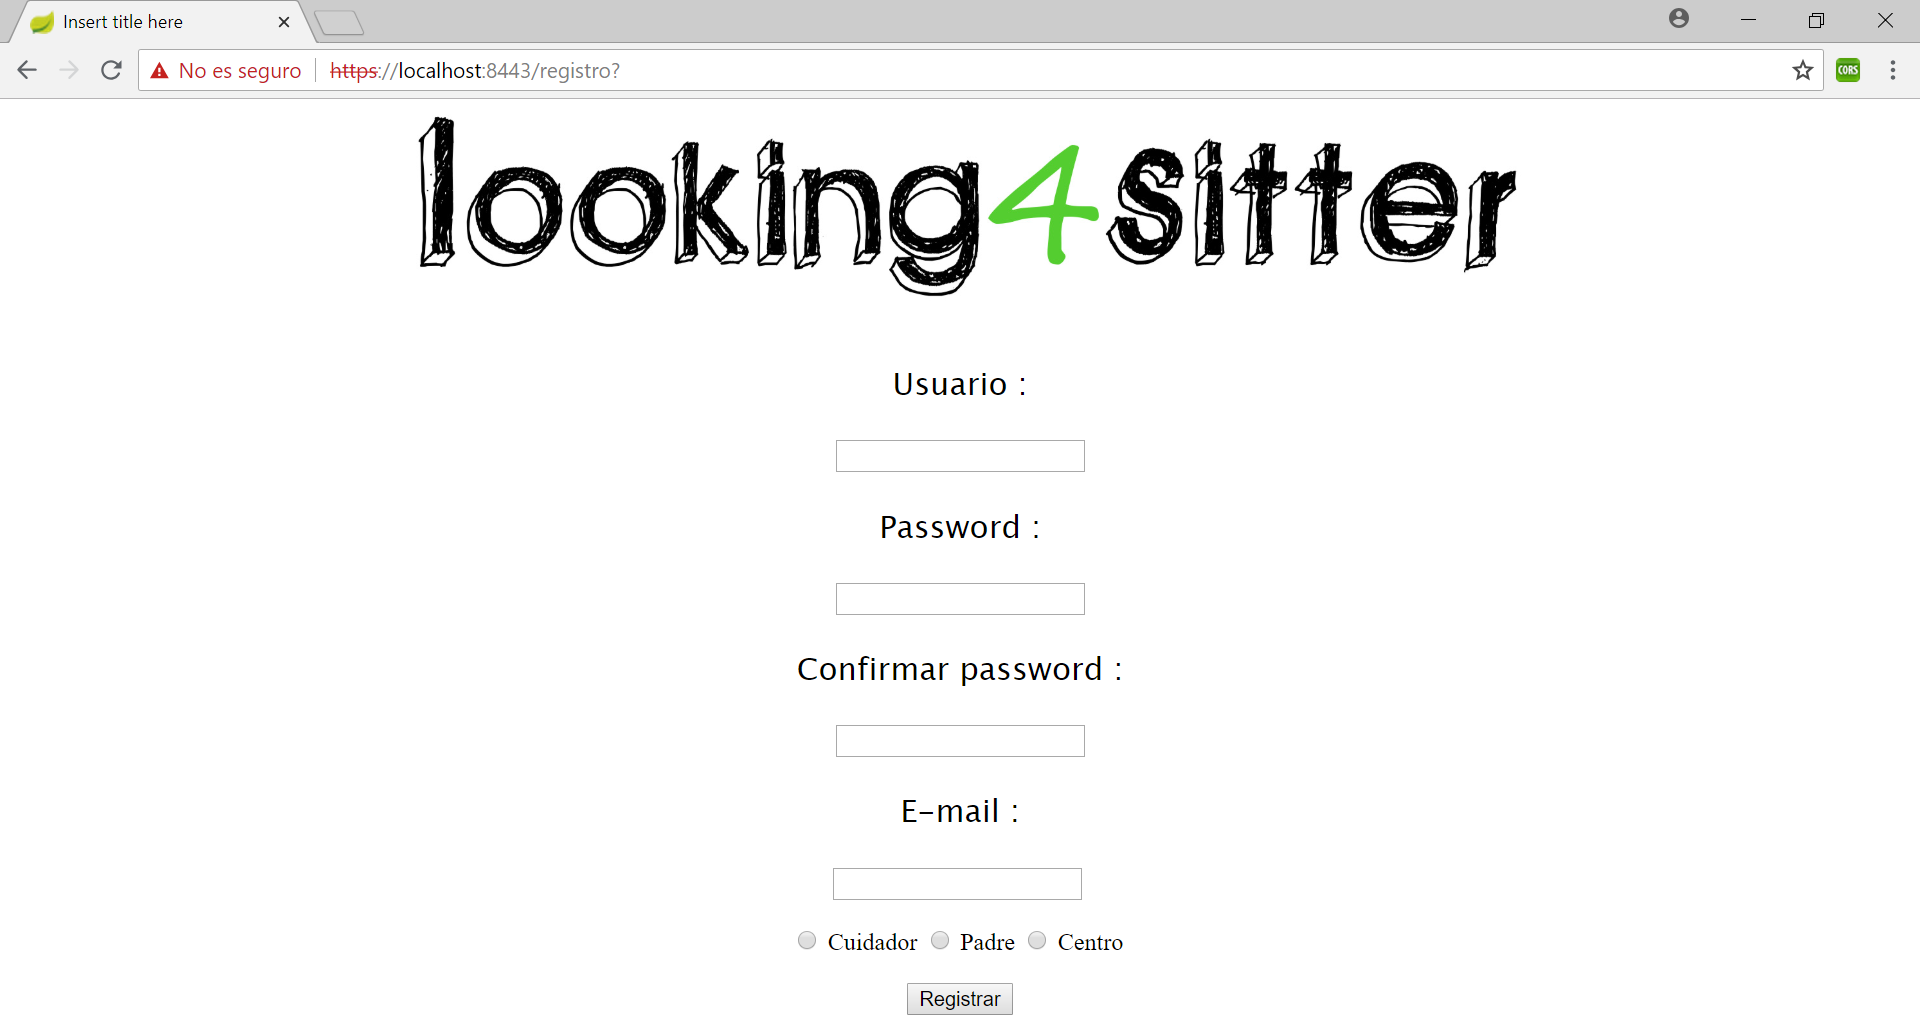 Insert title here
No es seguro https://localhost:8443/registro? CORS
looking4sitter
Usuario :
Password :
Confirmar password :
E-mail :
Cuidador Padre Centro
Registrar